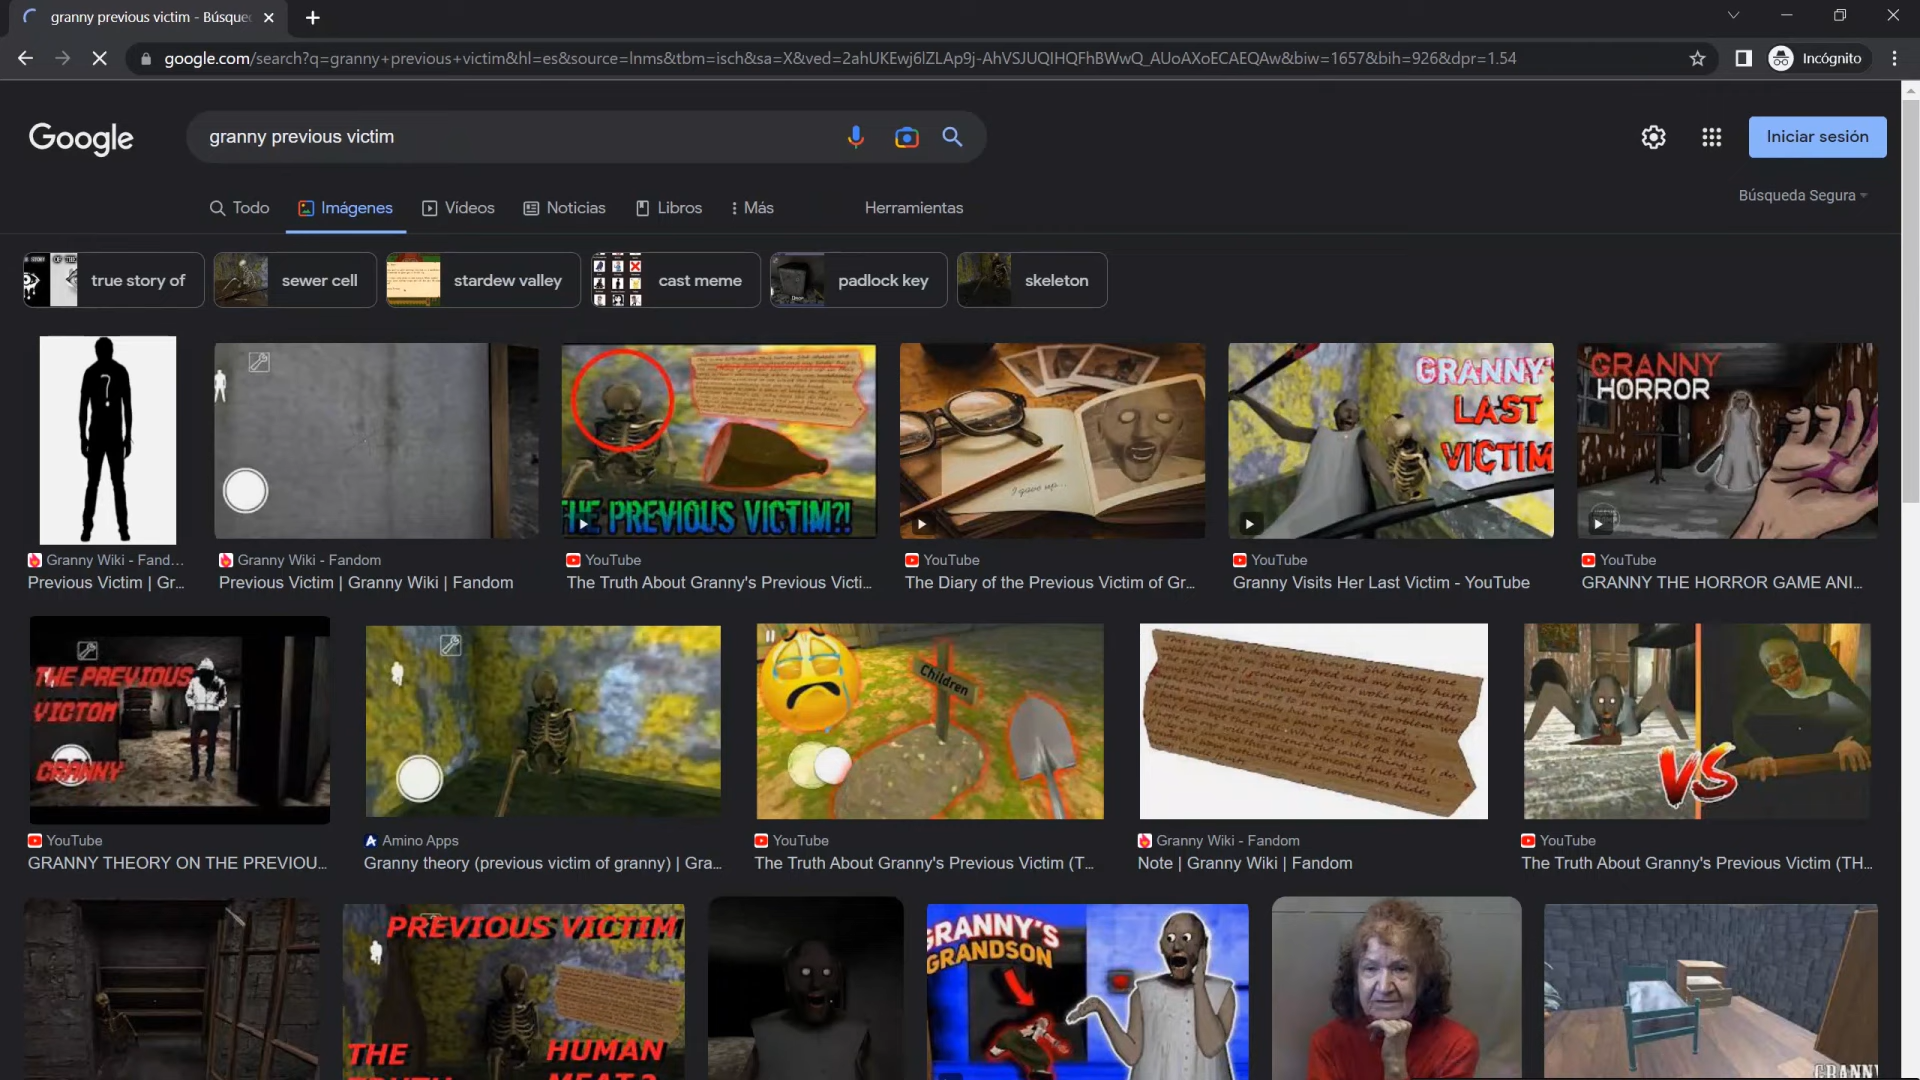 granny previous victim - Búsque
google.com/search?q=granny+previous+victim&hl=es&source=lnms&tbm=isch&sa=X&ved=2ahUKEwj6lZLAp9j-AhVSJUQIHQFhBWwQ_AUoAXoECAEQAw&biw=1657&bih=926&dpr=1.54
Incógnito
Google
granny previous victim
Iniciar sesión
Todo
Imágenes
Vídeos
Noticias
Libros
Más
Herramientas
Búsqueda Segura
true story of
sewer cell
stardew valley
cast meme
padlock key
skeleton
?
THE PREVIOUS VICTIM?!
I gave up...
GRANNY'S
LAST
VICTIM
GRANNY
HORROR
Granny Wiki - Fand...
Previous Victim | Gr...
Granny Wiki - Fandom
Previous Victim | Granny Wiki | Fandom
YouTube
The Truth About Granny's Previous Victi...
YouTube
The Diary of the Previous Victim of Gr...
YouTube
Granny Visits Her Last Victim - YouTube
YouTube
GRANNY THE HORROR GAME ANI...
THE PREVIOUS
VICTOM
GRANNY
Children
VS
YouTube
GRANNY THEORY ON THE PREVIOU...
Amino Apps
Granny theory (previous victim of granny) | Gra...
YouTube
The Truth About Granny's Previous Victim (T...
Granny Wiki - Fandom
Note | Granny Wiki | Fandom
YouTube
The Truth About Granny's Previous Victim (TH...
PREVIOUS VICTIM
THE
HUMAN
MEAT?
GRANNY'S
GRANDSON
GRANNY